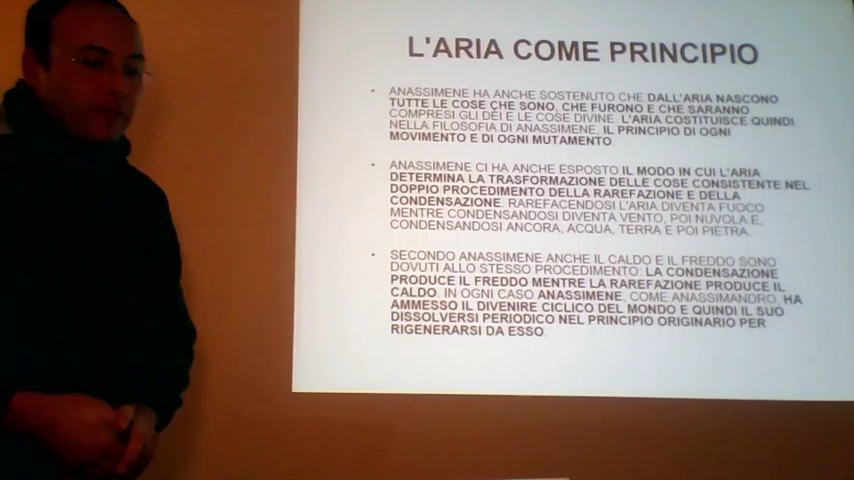 L'ARIA COME PRINCIPIO
• ANASSIMENE HA ANCHE SOSTENUTO CHE DALL'ARIA NASCONO
TUTTE LE COSE CHE SONO, CHE FURONO E CHE SARANNO
COMPRESI GLI DÈI E LE COSE DIVINE. L'ARIA COSTITUISCE QUINDI,
NELLA FILOSOFIA DI ANASSIMENE, IL PRINCIPIO DI OGNI
MOVIMENTO E DI OGNI MUTAMENTO.
• ANASSIMENE CI HA ANCHE ESPOSTO IL MODO IN CUI L'ARIA
DETERMINA LA TRASFORMAZIONE DELLE COSE CONSISTENTE NEL
DOPPIO PROCEDIMENTO DELLA RAREFAZIONE E DELLA
CONDENSAZIONE. RAREFACENDOSI L'ARIA DIVENTA FUOCO
MENTRE CONDENSANDOSI DIVENTA VENTO, POI NUVOLA E,
CONDENSANDOSI ANCORA, ACQUA, TERRA E POI PIETRA.
• SECONDO ANASSIMENE ANCHE IL CALDO E IL FREDDO SONO
DOVUTI ALLO STESSO PROCEDIMENTO: LA CONDENSAZIONE
PRODUCE IL FREDDO MENTRE LA RAREFAZIONE PRODUCE IL
CALDO. IN OGNI CASO ANASSIMENE, COME ANASSIMANDRO, HA
AMMESSO IL DIVENIRE CICLICO DEL MONDO E QUINDI IL SUO
DISSOLVERSI PERIODICO NEL PRINCIPIO ORIGINARIO PER
RIGENERARSI DA ESSO.